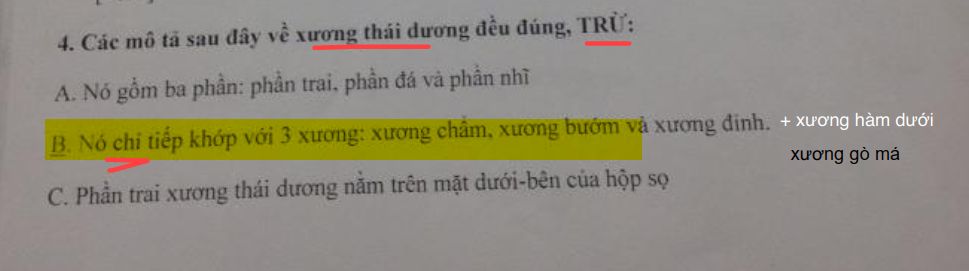 4. Các mô tả sau đây về xương thái dương đều đúng, TRỪ:
A. Nó gồm ba phần: phần trai, phần đá và phần nhĩ
B. Nó chỉ tiếp khớp với 3 xương: xương chẩm, xương bướm và xương đỉnh. + xương hàm dưới
xương gò má
C. Phần trai xương thái dương nằm trên mặt dưới-bên của hộp sọ